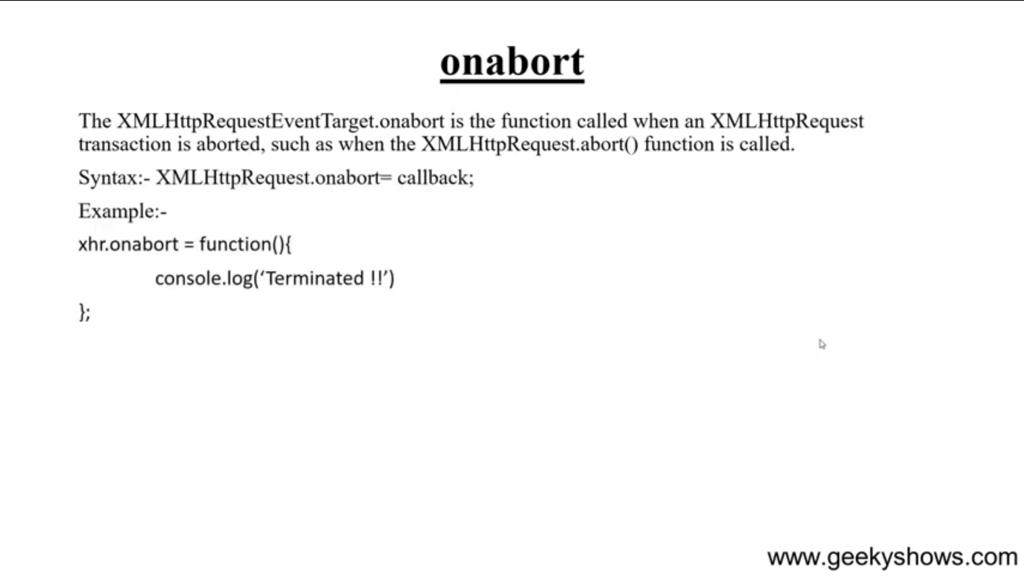 onabort
The XMLHttpRequestEventTarget.onabort is the function called when an XMLHttpRequest
transaction is aborted, such as when the XMLHttpRequest.abort() function is called.
Syntax:- XMLHttpRequest.onabort= callback;
Example:-
xhr.onabort = function(){
console.log(‘Terminated !!’)
};
www.geekyshows.com